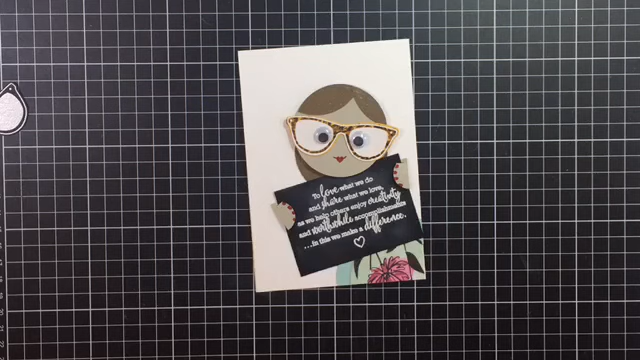 To love what we do
and share what we love,
as we help others enjoy creativity
and worthwhile accomplishments
...in this we make a difference.